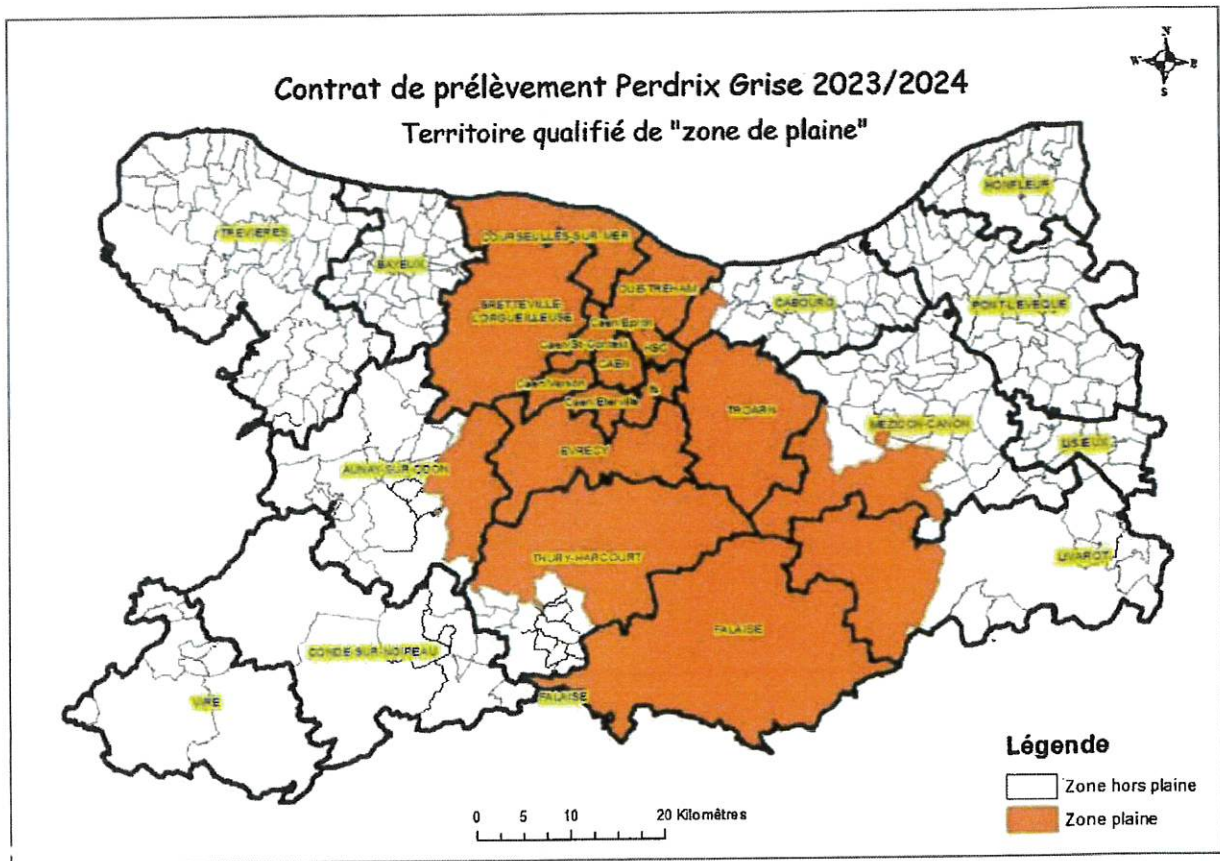 N
W E
S
Contrat de prélèvement Perdrix Grise 2023/2024
Territoire qualifié de "zone de plaine"
HONFLEUR
TREVIERES
COURSEULLES-SUR-MER
BAYEUX
OUISTREHAM
CABOURG
PONT-L'EVEQUE
BRETTEVILLE
L'ORGUEILLEUSE
Caen/Epron
Caen/St-Contest
HSC
CAEN
Caen/Verson
Caen/Eterville
TROARN
MEZIDON-CANON
LISIEUX
EVRECY
AUNAY-SUR-ODON
THURY-HARCOURT
LIVAROT
FALAISE
CONDE-SUR-NOIREAU
VIRE
FALAISE
Légende
Zone hors plaine
Zone plaine
0 5 10 20 Kilomètres